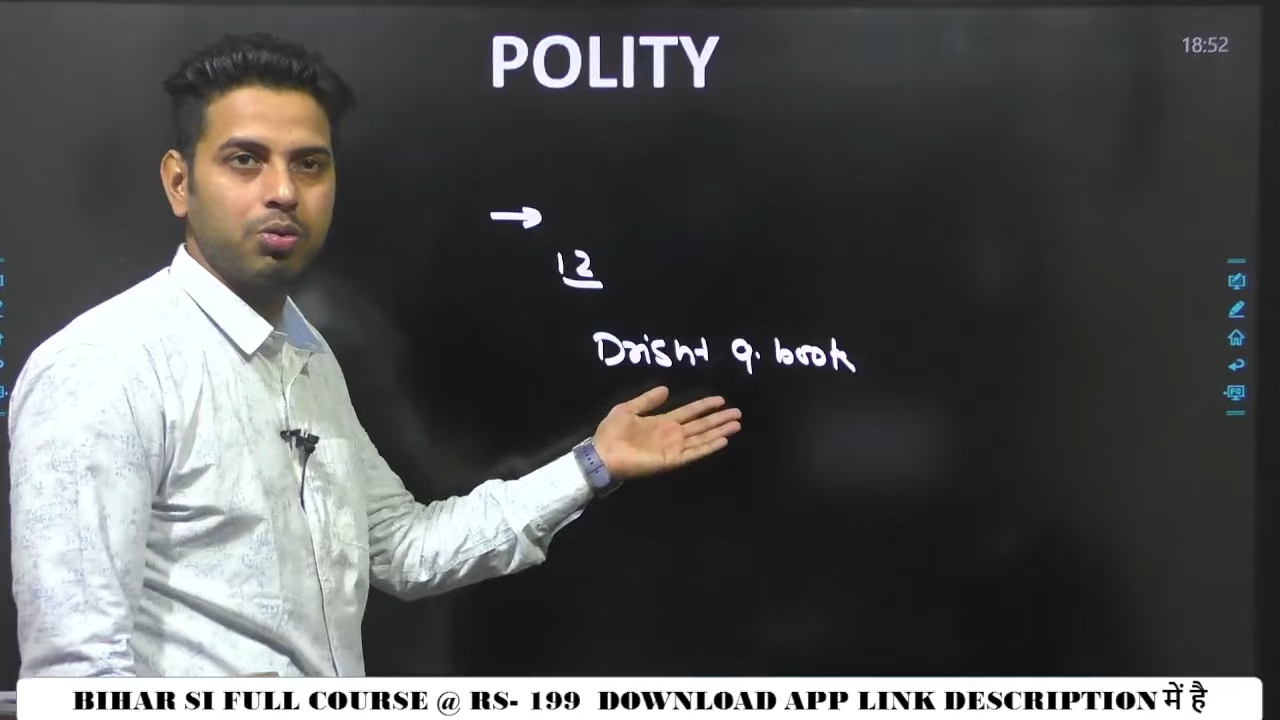 POLITY
18:52
→
12
Drishti q. book
BIHAR SI FULL COURSE @ RS- 199 DOWNLOAD APP LINK DESCRIPTION में है